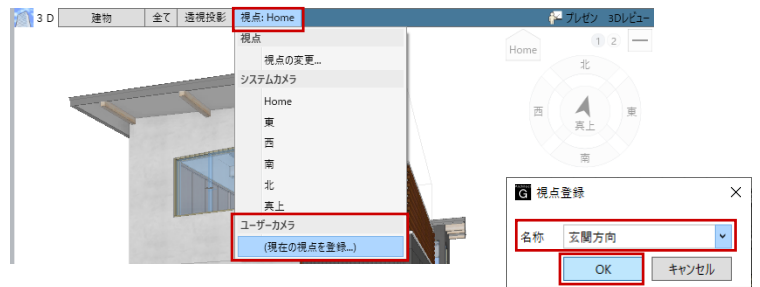 3 D 建物 全て 透視投影 視点: Home プレゼン 3Dレビュー
視点
視点の変更...
システムカメラ
Home
東
西
南
北
真上
ユーザーカメラ
(現在の視点を登録...)
Home
1 2
北
西 真上 東
南
G 視点登録
名称 玄関方向
OK キャンセル